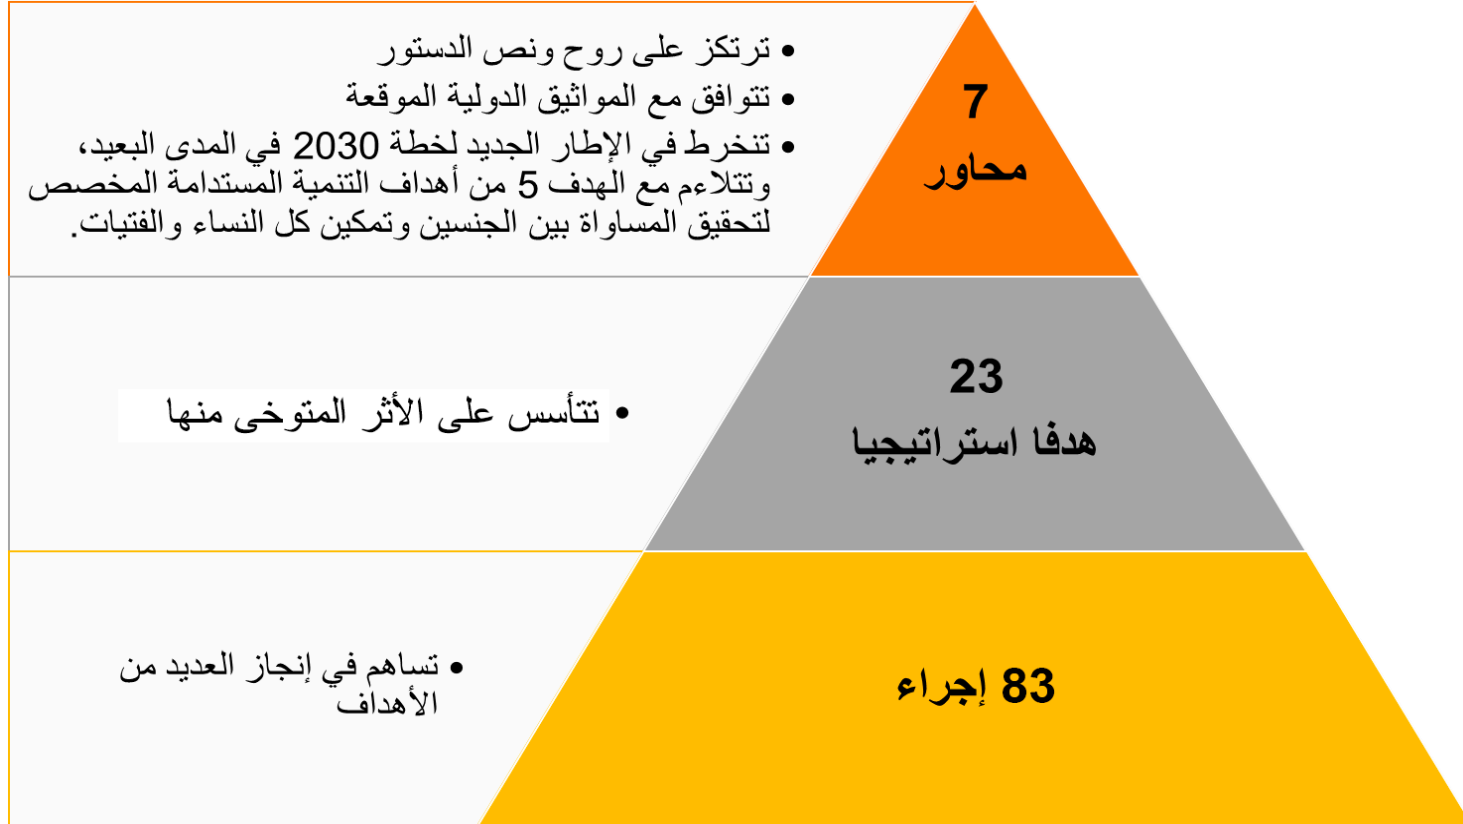 7
محاور
• ترتكز على روح ونص الدستور
• تتوافق مع المواثيق الدولية الموقعة
• تنخرط في الإطار الجديد لخطة 2030 في المدى البعيد،
وتتلاءم مع الهدف 5 من أهداف التنمية المستدامة المخصص
لتحقيق المساواة بين الجنسين وتمكين كل النساء والفتيات.
23
هدفا استراتيجيا
• تتأسس على الأثر المتوخى منها
83 إجراء
• تساهم في إنجاز العديد من
الأهداف